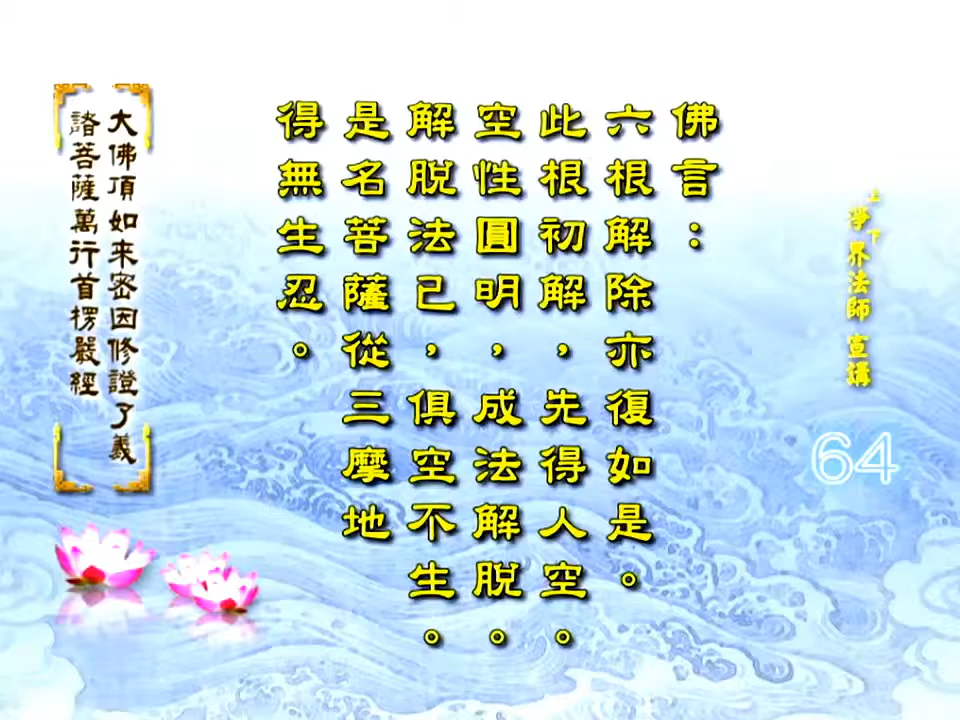 上淨下界法師 宣講
64
佛言：
六根解除亦復如是。
此根初解，先得人空。
空性圓明，成法解脫。
解脫法已，俱空不生。
是名菩薩從三摩地
得無生忍。
大佛頂如來密因修證了義
諸菩薩萬行首楞嚴經